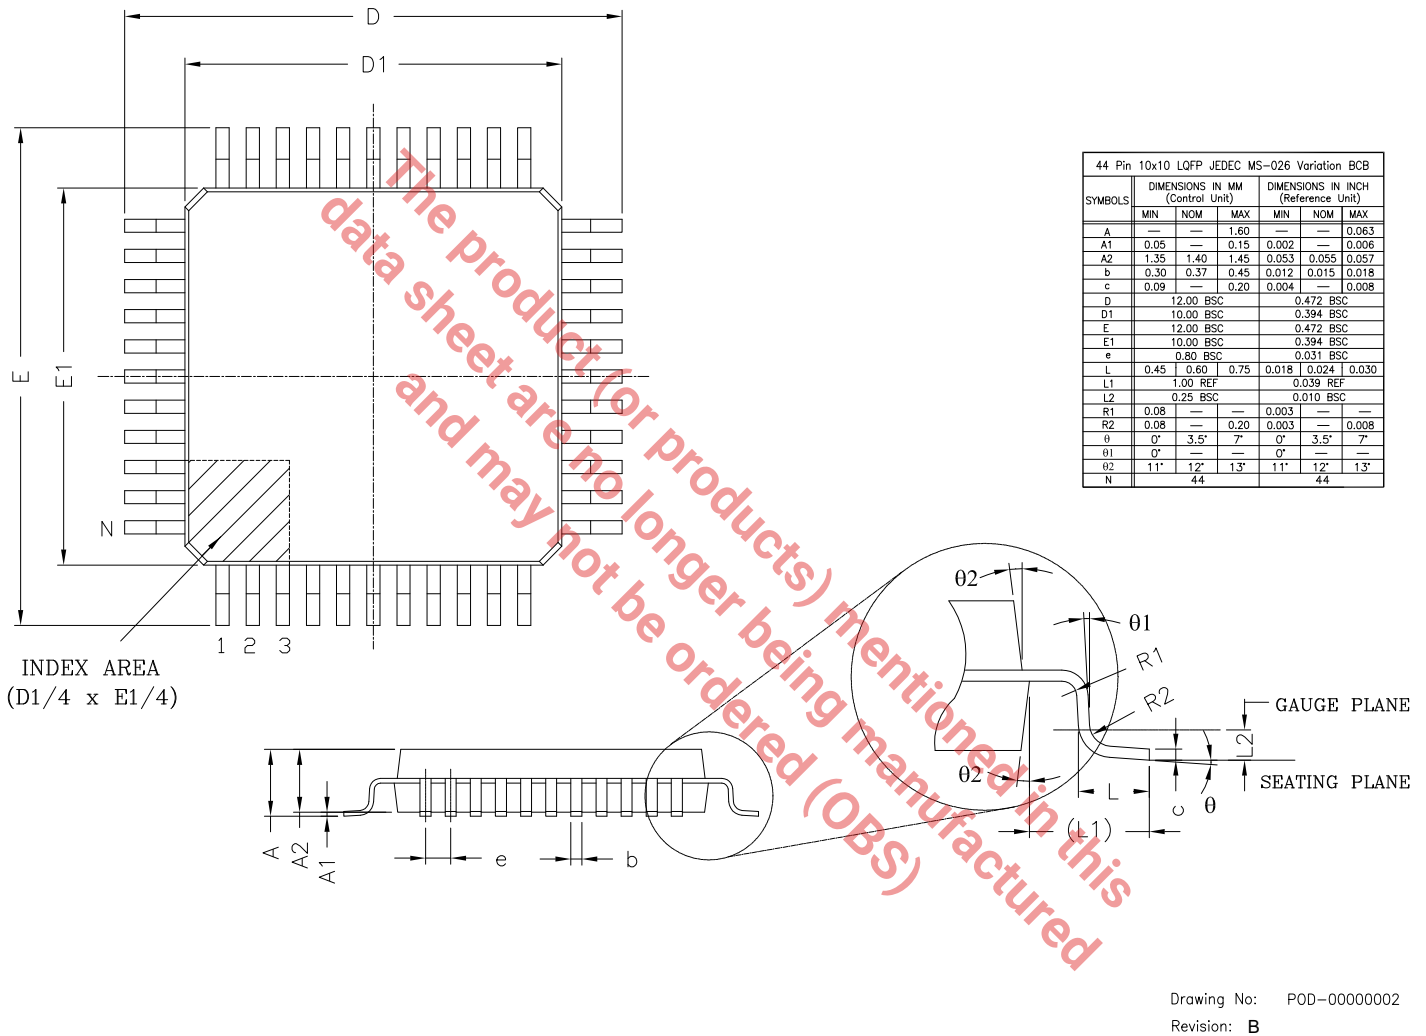 D
D1
E
E1
N
1 2 3
INDEX AREA
(D1/4 x E1/4)
The product (or products) mentioned in this
data sheet are no longer being manufactured
and may not be ordered (OBS)
44 Pin 10x10 LQFP JEDEC MS-026 Variation BCB
SYMBOLS DIMENSIONS IN MM (Control Unit) DIMENSIONS IN INCH (Reference Unit)
MIN NOM MAX MIN NOM MAX
A — — 1.60 — — 0.063
A1 0.05 — 0.15 0.002 — 0.006
A2 1.35 1.40 1.45 0.053 0.055 0.057
b 0.30 0.37 0.45 0.012 0.015 0.018
c 0.09 — 0.20 0.004 — 0.008
D 12.00 BSC 0.472 BSC
D1 10.00 BSC 0.394 BSC
E 12.00 BSC 0.472 BSC
E1 10.00 BSC 0.394 BSC
e 0.80 BSC 0.031 BSC
L 0.45 0.60 0.75 0.018 0.024 0.030
L1 1.00 REF 0.039 REF
L2 0.25 BSC 0.010 BSC
R1 0.08 — — 0.003 — —
R2 0.08 — 0.20 0.003 — 0.008
θ 0° 3.5° 7° 0° 3.5° 7°
θ1 0° — — 0° — —
θ2 11° 12° 13° 11° 12° 13°
N 44 44
θ2
θ1
R1
R2
GAUGE PLANE
L2
SEATING PLANE
θ2
L
c
θ
(L1)
A
A2
A1
e
b
Drawing No: POD-00000002
Revision: B